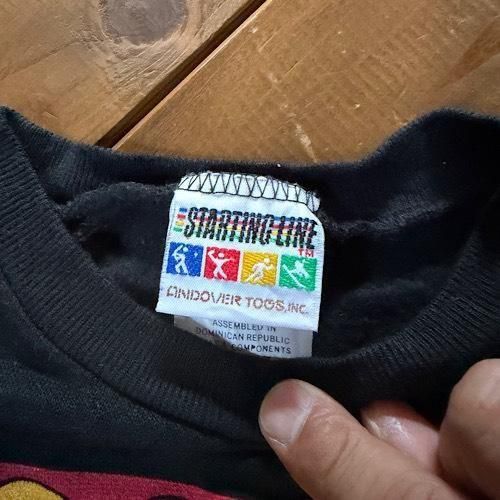 STARTING LINE
TM
ANDOVER TOGS, INC.
ASSEMBLED IN
DOMINICAN REPUBLIC
COMPONENTS